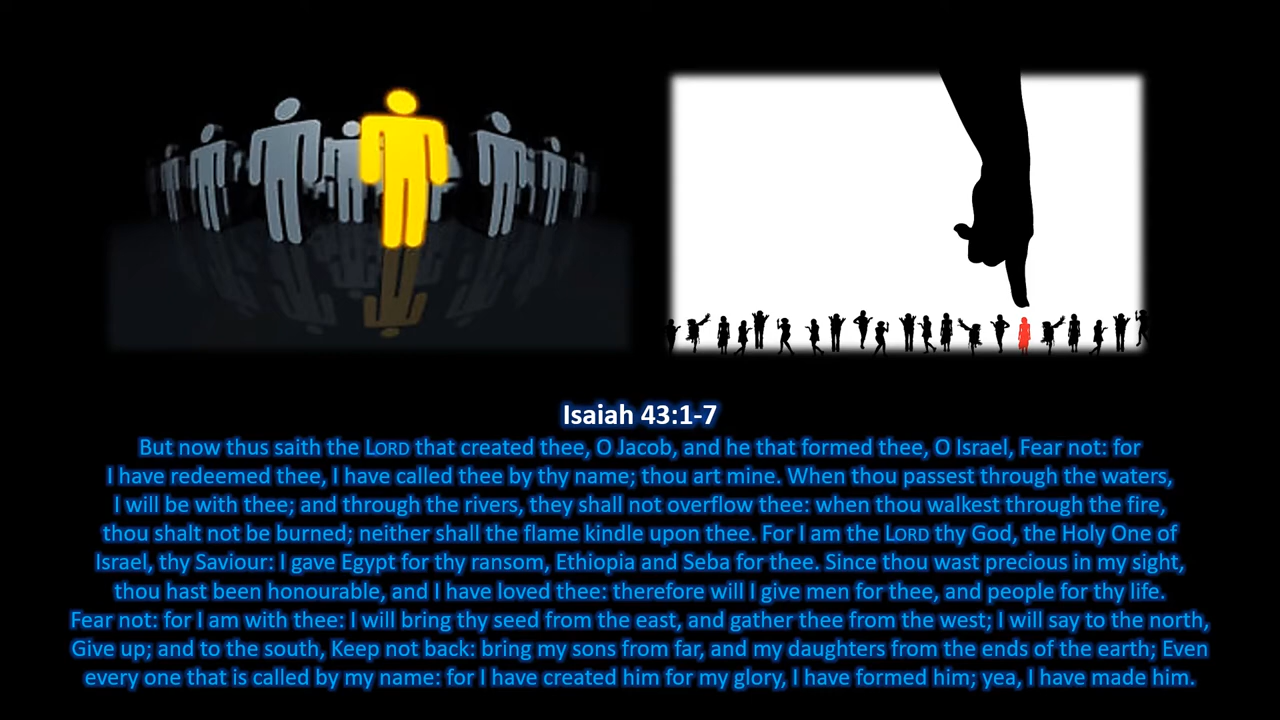 Isaiah 43:1-7
But now thus saith the LORD that created thee, O Jacob, and he that formed thee, O Israel, Fear not: for
I have redeemed thee, I have called thee by thy name; thou art mine. When thou passest through the waters,
I will be with thee; and through the rivers, they shall not overflow thee: when thou walkest through the fire,
thou shalt not be burned; neither shall the flame kindle upon thee. For I am the LORD thy God, the Holy One of
Israel, thy Saviour: I gave Egypt for thy ransom, Ethiopia and Seba for thee. Since thou wast precious in my sight,
thou hast been honourable, and I have loved thee: therefore will I give men for thee, and people for thy life.
Fear not: for I am with thee: I will bring thy seed from the east, and gather thee from the west; I will say to the north,
Give up; and to the south, Keep not back: bring my sons from far, and my daughters from the ends of the earth; Even
every one that is called by my name: for I have created him for my glory, I have formed him; yea, I have made him.